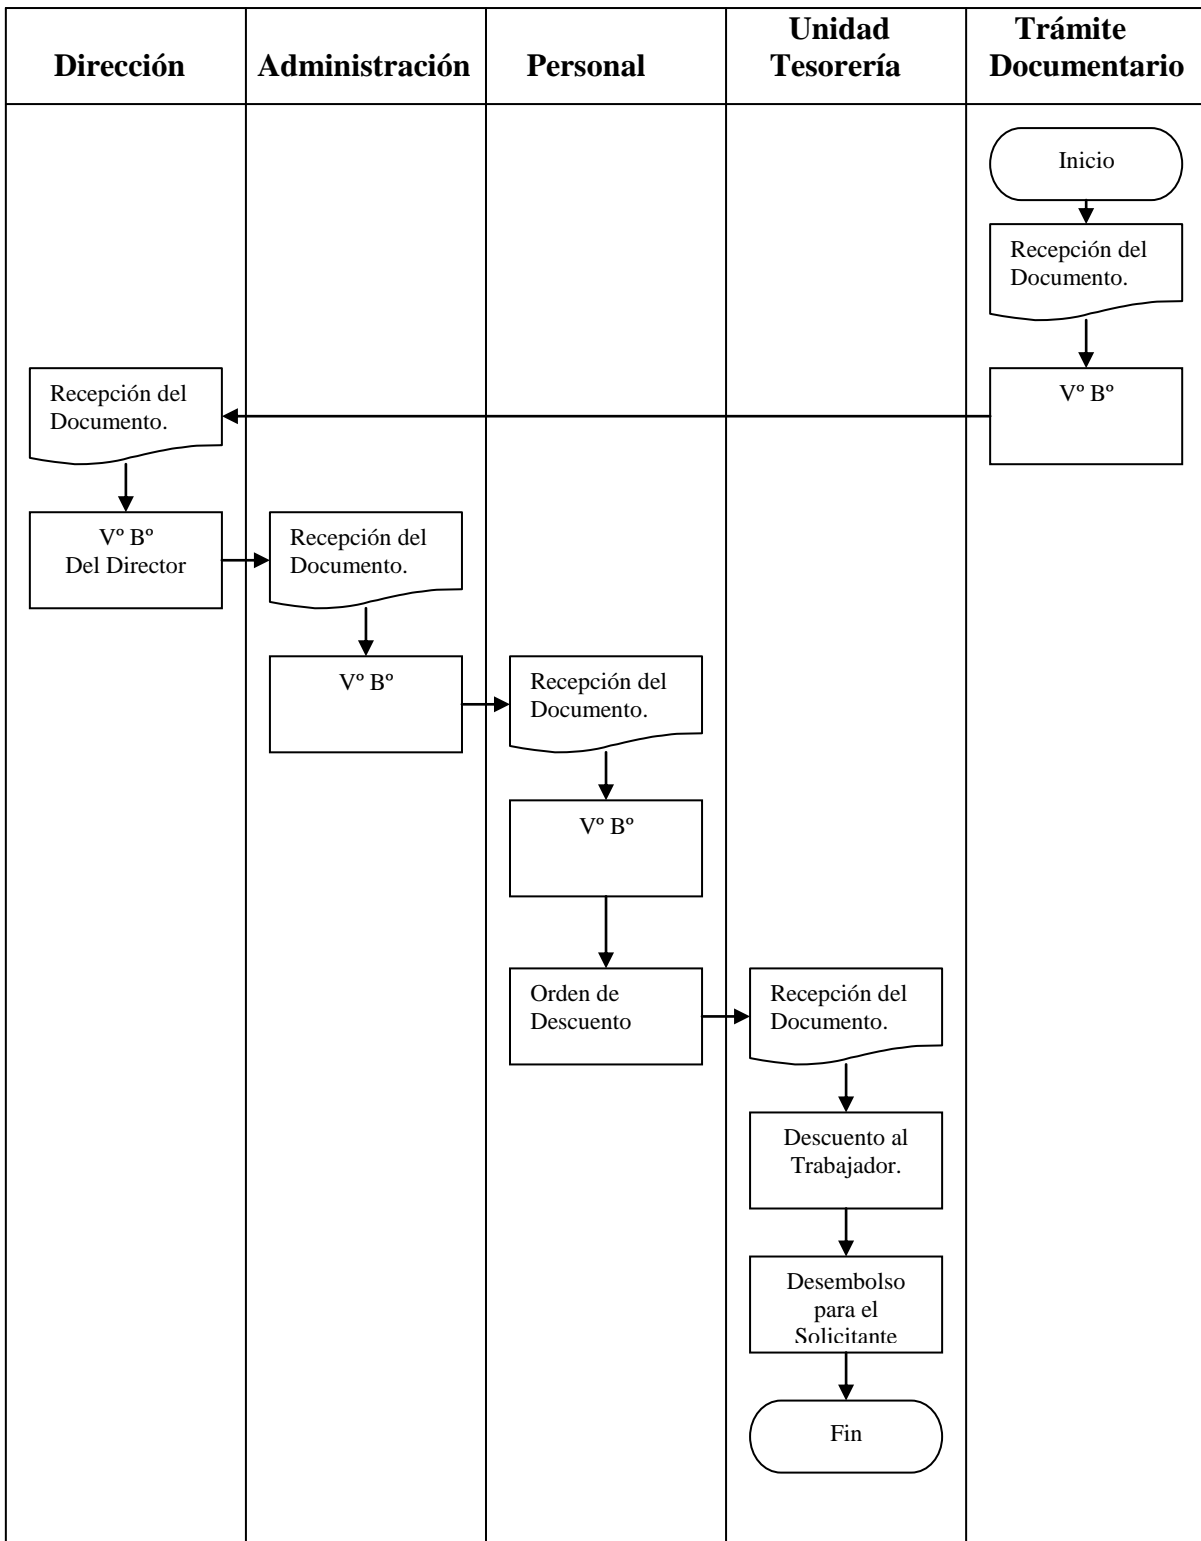 Dirección
Administración
Personal
Unidad
Tesorería
Trámite
Documentario
Inicio
Recepción del
Documento.
Vº Bº
Recepción del
Documento.
Vº Bº
Del Director
Recepción del
Documento.
Vº Bº
Recepción del
Documento.
Vº Bº
Orden de
Descuento
Recepción del
Documento.
Descuento al
Trabajador.
Desembolso
para el
Solicitante
Fin